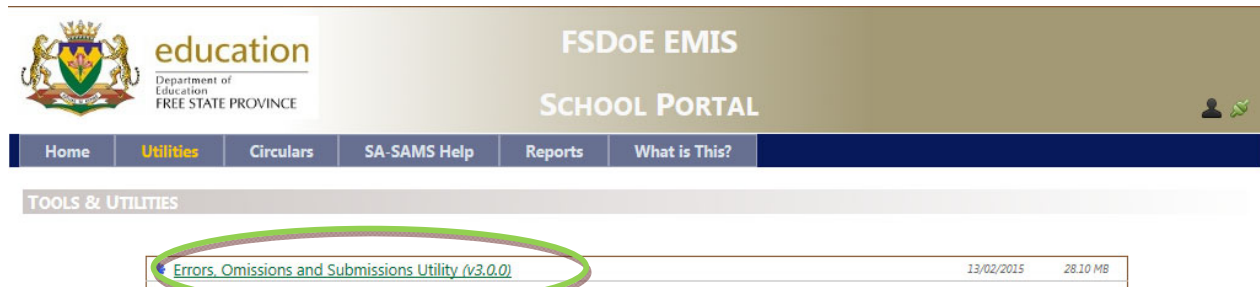 education
Department of
Education
FREE STATE PROVINCE
FSDOE EMIS
SCHOOL PORTAL
Home Utilities Circulars SA-SAMS Help Reports What is This?
TOOLS & UTILITIES
Errors, Omissions and Submissions Utility (v3.0.0) 13/02/2015 28.10 MB